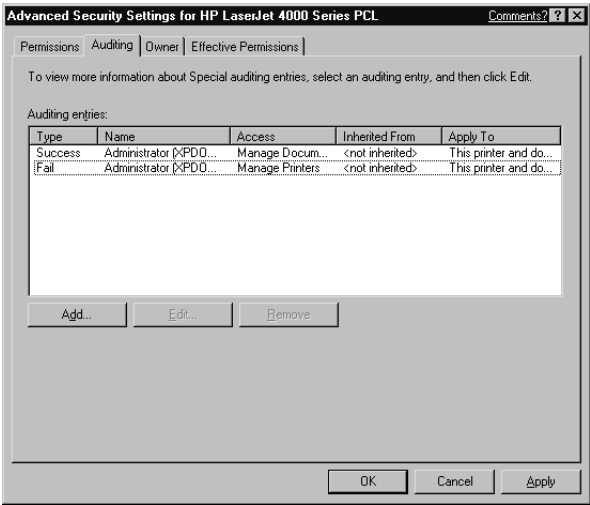 Advanced Security Settings for HP LaserJet 4000 Series PCL Comments? ? X
Permissions Auditing Owner Effective Permissions
To view more information about Special auditing entries, select an auditing entry, and then click Edit.
Auditing entries:
Type Name Access Inherited From Apply To
Success Administrator (XPDO... Manage Docum... <not inherited> This printer and do...
Fail Administrator (XPDO... Manage Printers <not inherited> This printer and do...
Add... Edit... Remove
OK Cancel Apply